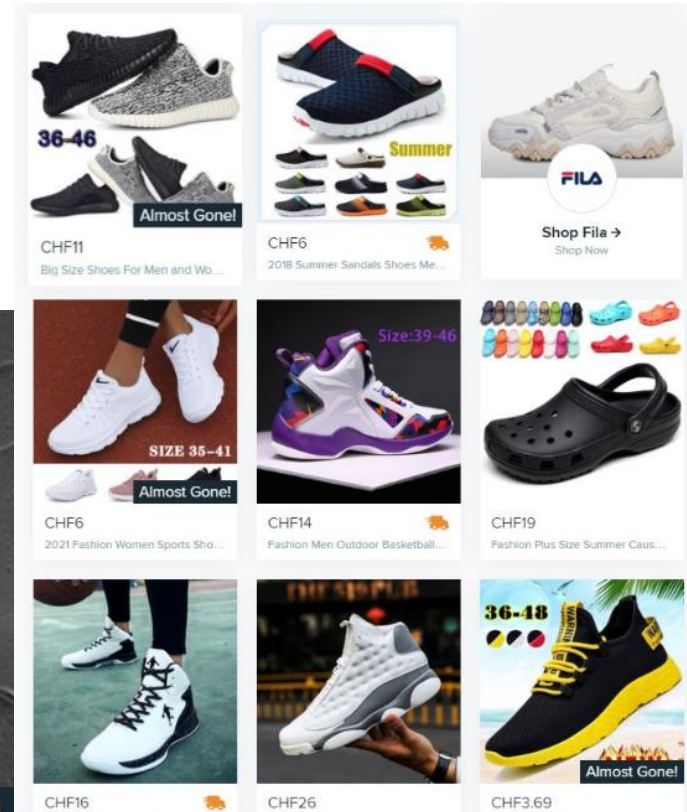 36-46
Almost Gone!
CHF11
Big Size Shoes For Men and Wo...
Summer
CHF6
2018 Summer Sandals Shoes Me...
FILA
Shop Fila →
Shop Now
SIZE 35-41
Almost Gone!
CHF6
2021 Fashion Women Sports Sho...
Size:39-46
CHF14
Fashion Men Outdoor Basketball...
CHF19
Fashion Plus Size Summer Caus...
CHF16
CHF26
36-48
WARNING
Almost Gone!
CHF3.69